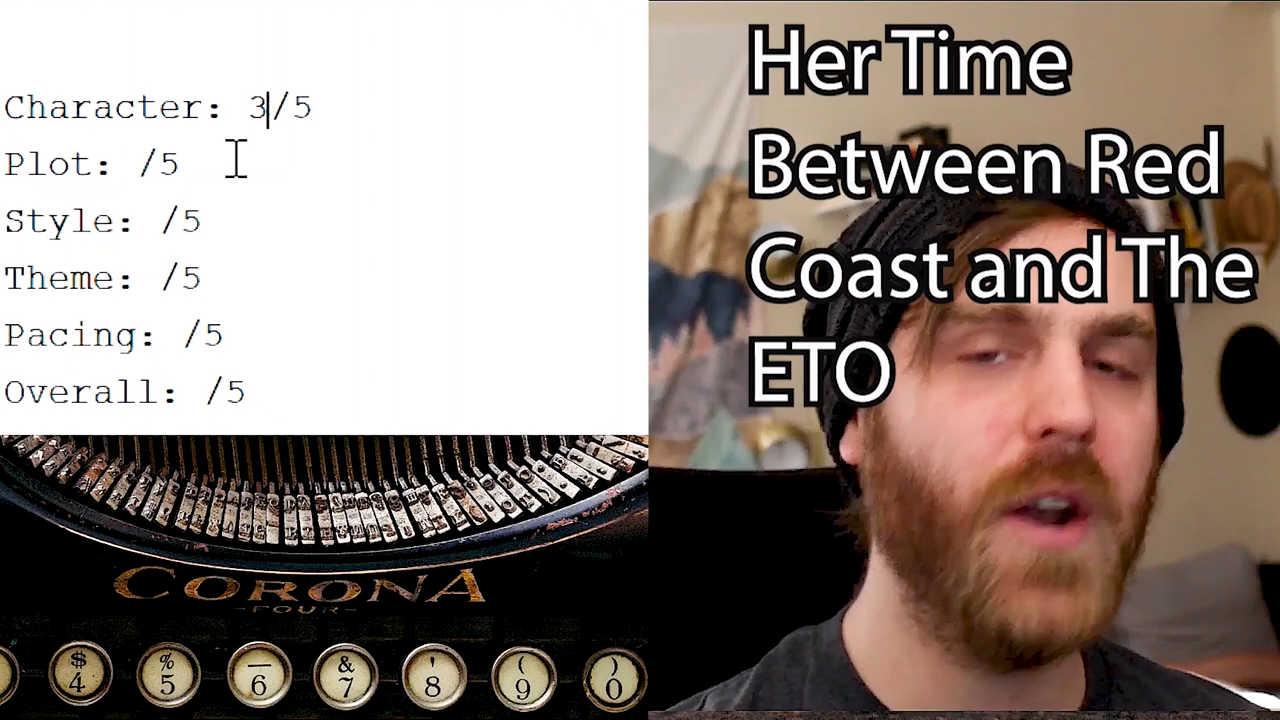 Character: 3/5
Plot: /5
Style: /5
Theme: /5
Pacing: /5
Overall: /5
Her Time
Between Red
Coast and The
ETO
CORONA
-FOUR-
$ % — & ' ( )
4 5 6 7 8 9 0